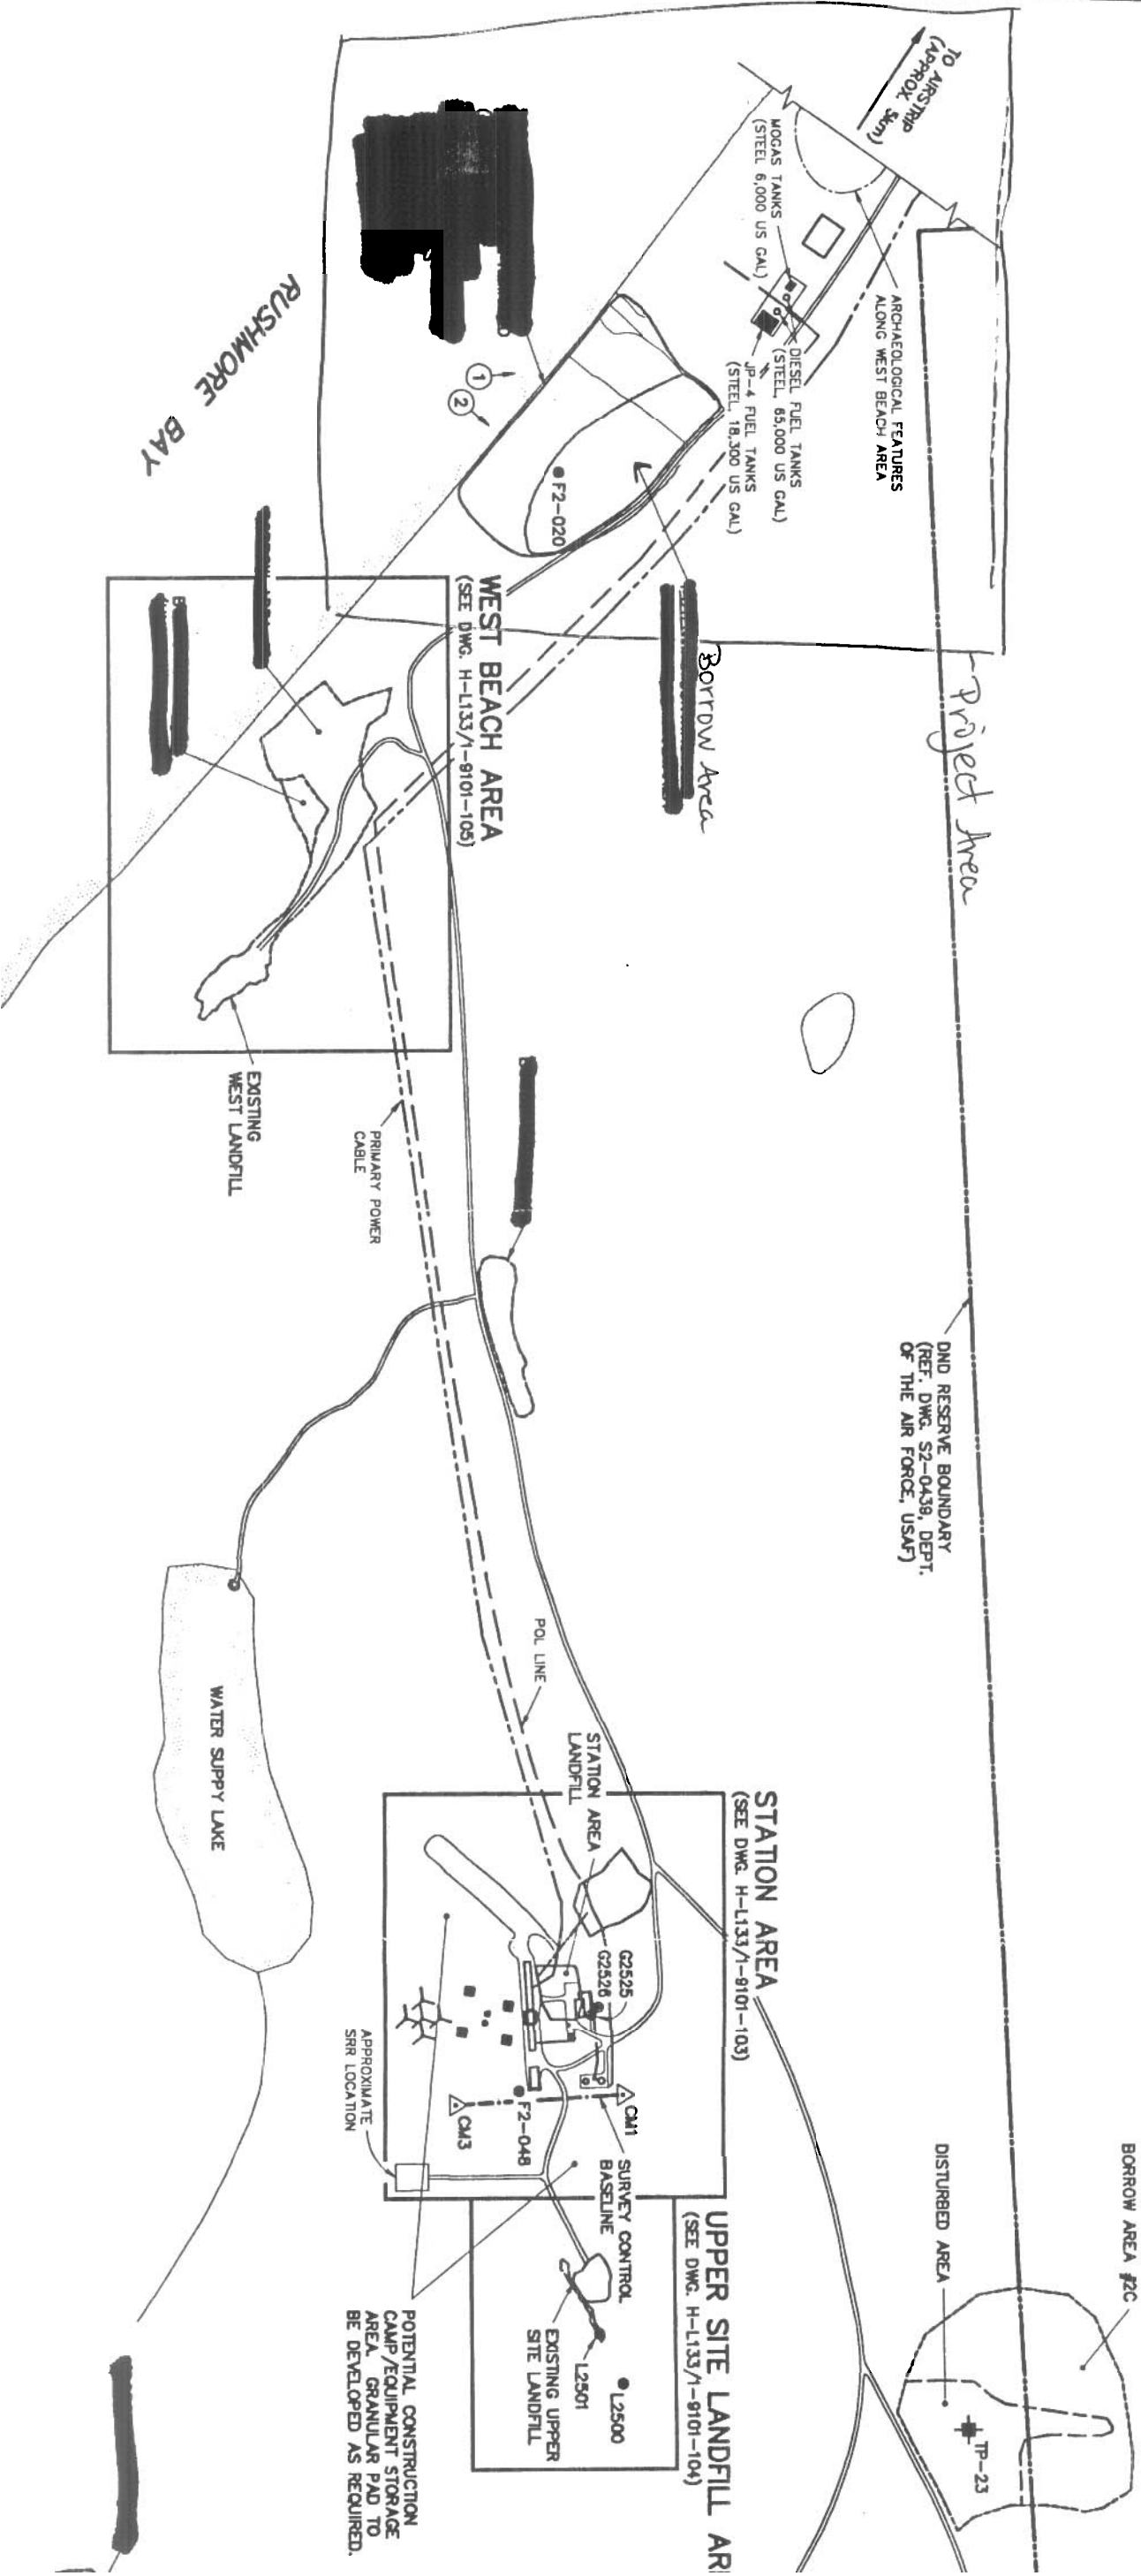 TO AIRSTRIP
(APPROX. 5km)
MOGAS TANKS
(STEEL 6,000 US GAL)
ARCHAEOLOGICAL FEATURES
ALONG WEST BEACH AREA
DIESEL FUEL TANKS
(STEEL, 65,000 US GAL)
JP-4 FUEL TANKS
(STEEL, 18,300 US GAL)
RUSHMORE BAY
1
2
F2-020
Borrow Area
Project Area
WEST BEACH AREA
(SEE DWG. H-L133/1-9101-105)
EXISTING
WEST LANDFILL
PRIMARY POWER
CABLE
DND RESERVE BOUNDARY
(REF. DWG. S2-0439, DEPT.
OF THE AIR FORCE, USAF)
WATER SUPPY LAKE
POL LINE
STATION AREA
LANDFILL
STATION AREA
(SEE DWG. H-L133/1-9101-103)
G2525
G2526
CM1
F2-048
CM3
APPROXIMATE
SRR LOCATION
SURVEY CONTROL
BASELINE
UPPER SITE LANDFILL AR
(SEE DWG. H-L133/1-9101-104)
L2500
L2501
EXISTING UPPER
SITE LANDFILL
POTENTIAL CONSTRUCTION
CAMP/EQUIPMENT STORAGE
AREA. GRANULAR PAD TO
BE DEVELOPED AS REQUIRED.
BORROW AREA #2C
DISTURBED AREA
TP-23